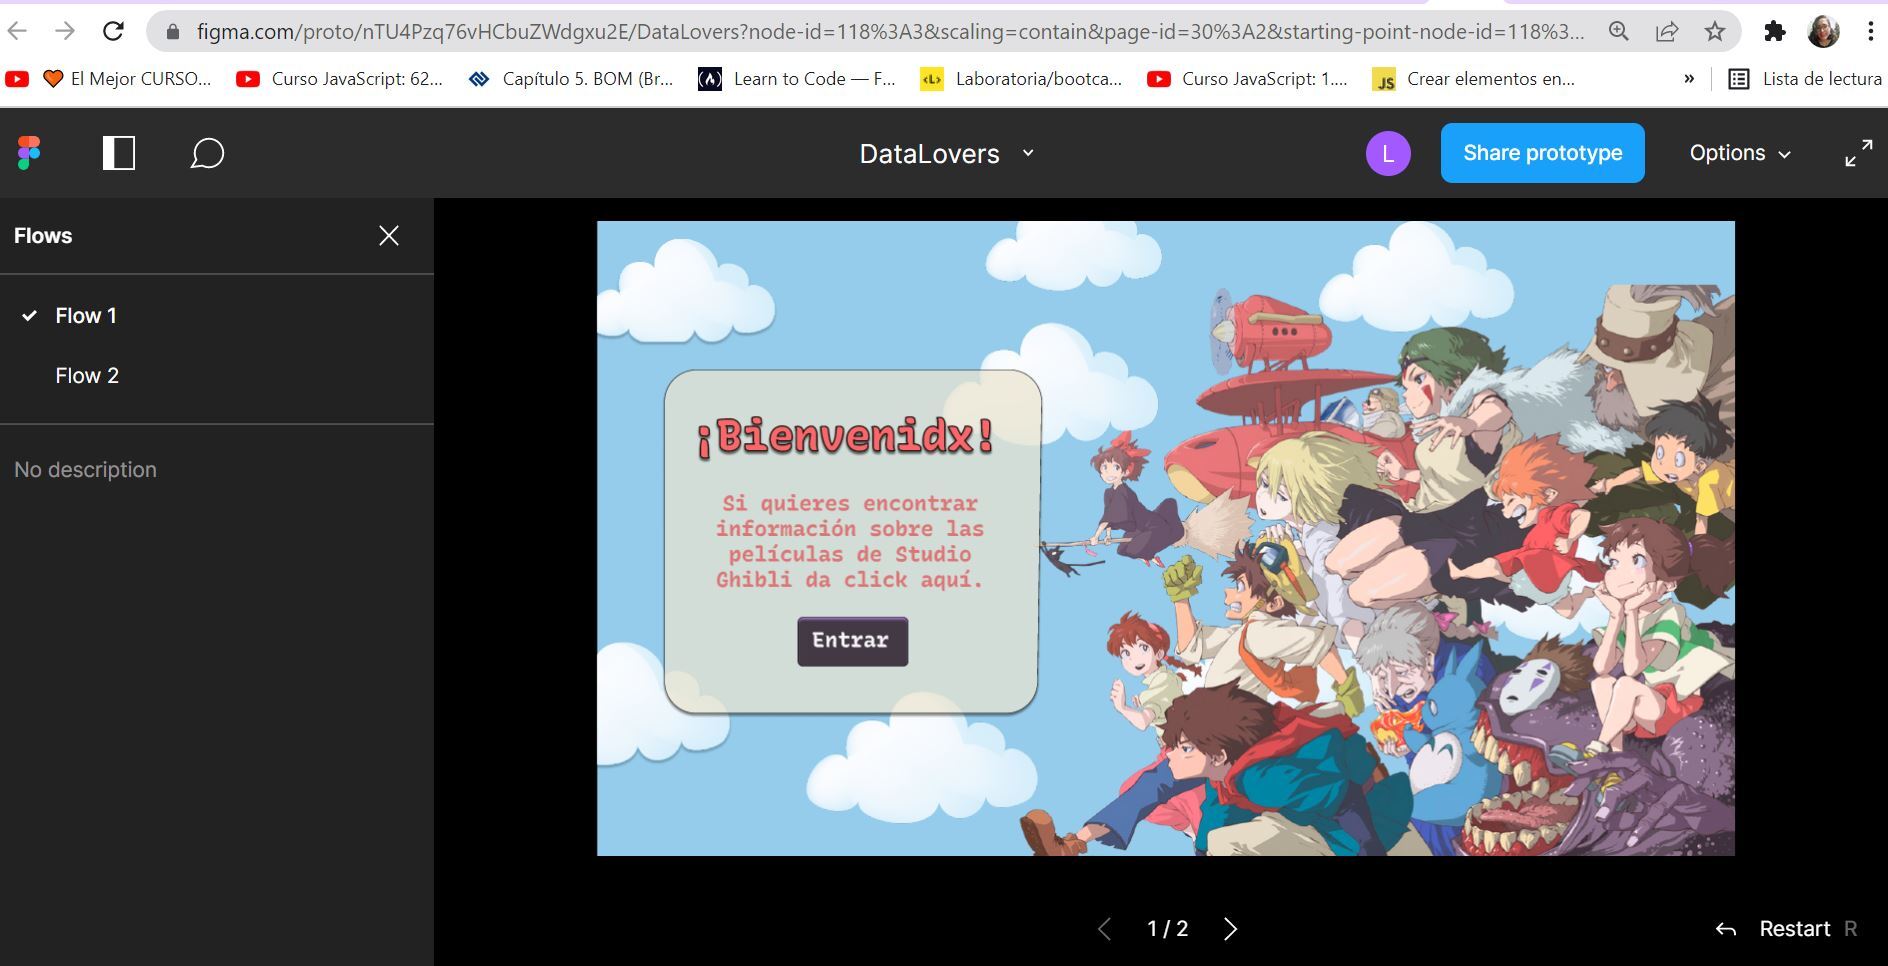 figma.com/proto/nTU4Pzq76vHCbuZWdgxu2E/DataLovers?node-id=118%3A3&scaling=contain&page-id=30%3A2&starting-point-node-id=118%3...
El Mejor CURSO... Curso JavaScript: 62... Capítulo 5. BOM (Br... (A) Learn to Code — F... <L> Laboratoria/bootca... Curso JavaScript: 1.... JS Crear elementos en... » Lista de lectura
DataLovers L Share prototype Options
Flows
Flow 1
Flow 2
No description
¡Bienvenidx!
Si quieres encontrar
información sobre las
películas de Studio
Ghibli da click aquí.
Entrar
1 / 2 Restart R